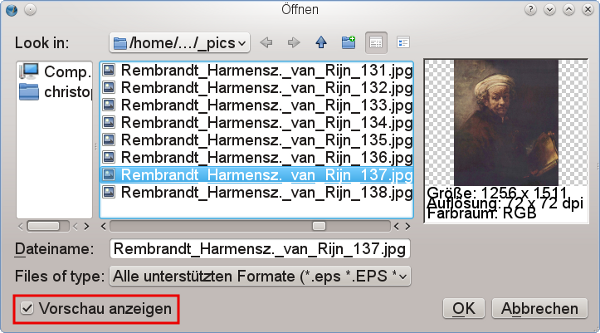 Öffnen
Look in: /home/.../_pics
Comp.
christo
Rembrandt_Harmensz._van_Rijn_131.jpg
Rembrandt_Harmensz._van_Rijn_132.jpg
Rembrandt_Harmensz._van_Rijn_133.jpg
Rembrandt_Harmensz._van_Rijn_134.jpg
Rembrandt_Harmensz._van_Rijn_135.jpg
Rembrandt_Harmensz._van_Rijn_136.jpg
Rembrandt_Harmensz._van_Rijn_137.jpg
Rembrandt_Harmensz._van_Rijn_138.jpg
Größe: 1256 x 1511
Auflösung: 72 x 72 dpi
Farbraum: RGB
Dateiname: Rembrandt_Harmensz._van_Rijn_137.jpg
Files of type: Alle unterstützten Formate (*.eps *.EPS *
Vorschau anzeigen
OK
Abbrechen